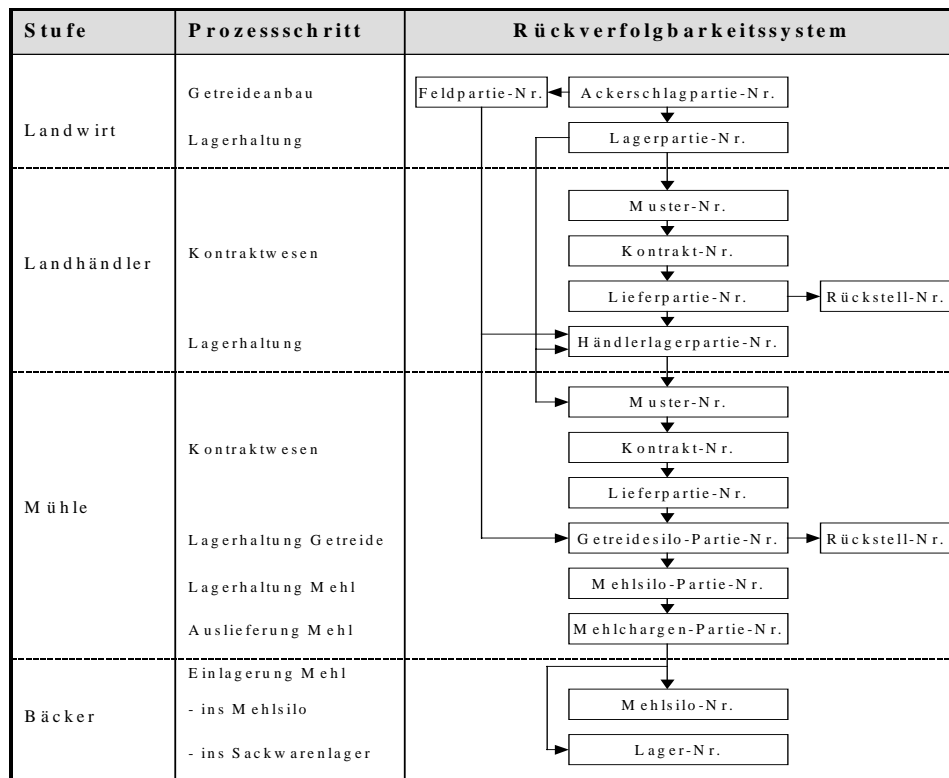 Stufe Prozessschritt Rückverfolgbarkeitssystem
Getreideanbau Feldpartie-Nr. Ackerschlagpartie-Nr.
Landwirt
Lagerhaltung Lagerpartie-Nr.
Muster-Nr.
Landhändler Kontraktwesen Kontrakt-Nr.
Lieferpartie-Nr. Rückstell-Nr.
Lagerhaltung Händlerlagerpartie-Nr.
Muster-Nr.
Kontraktwesen Kontrakt-Nr.
Lieferpartie-Nr.
Mühle
Lagerhaltung Getreide Getreidesilo-Partie-Nr. Rückstell-Nr.
Lagerhaltung Mehl Mehlsilo-Partie-Nr.
Auslieferung Mehl Mehlchargen-Partie-Nr.
Einlagerung Mehl
Bäcker - ins Mehlsilo Mehlsilo-Nr.
- ins Sackwarenlager Lager-Nr.